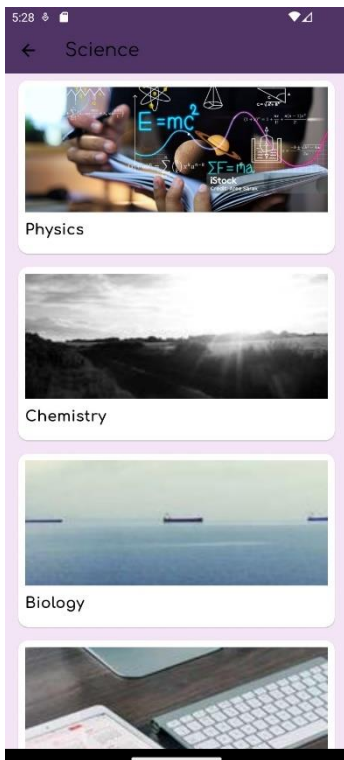 5:28
Science
E=mc²
ΣF=ma
iStock
Physics
Chemistry
Biology